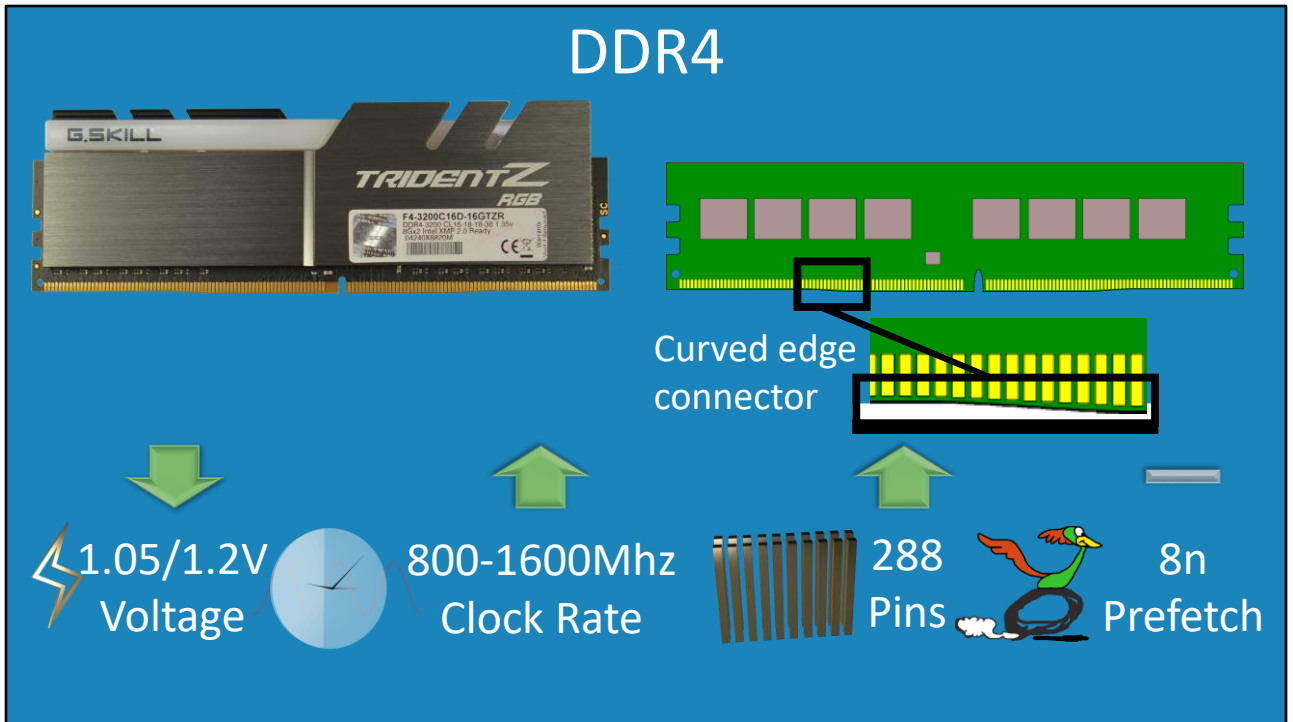 DDR4
G.SKILL
TRIDENTZ
RGB
F4-3200C16D-16GTZR
DDR4-3200 CL16-18-18-38 1.35v
8Gx2 Intel XMP 2.0 Ready
04240X8820M
SC
Curved edge
connector
1.05/1.2V
Voltage
800-1600Mhz
Clock Rate
288
Pins
8n
Prefetch